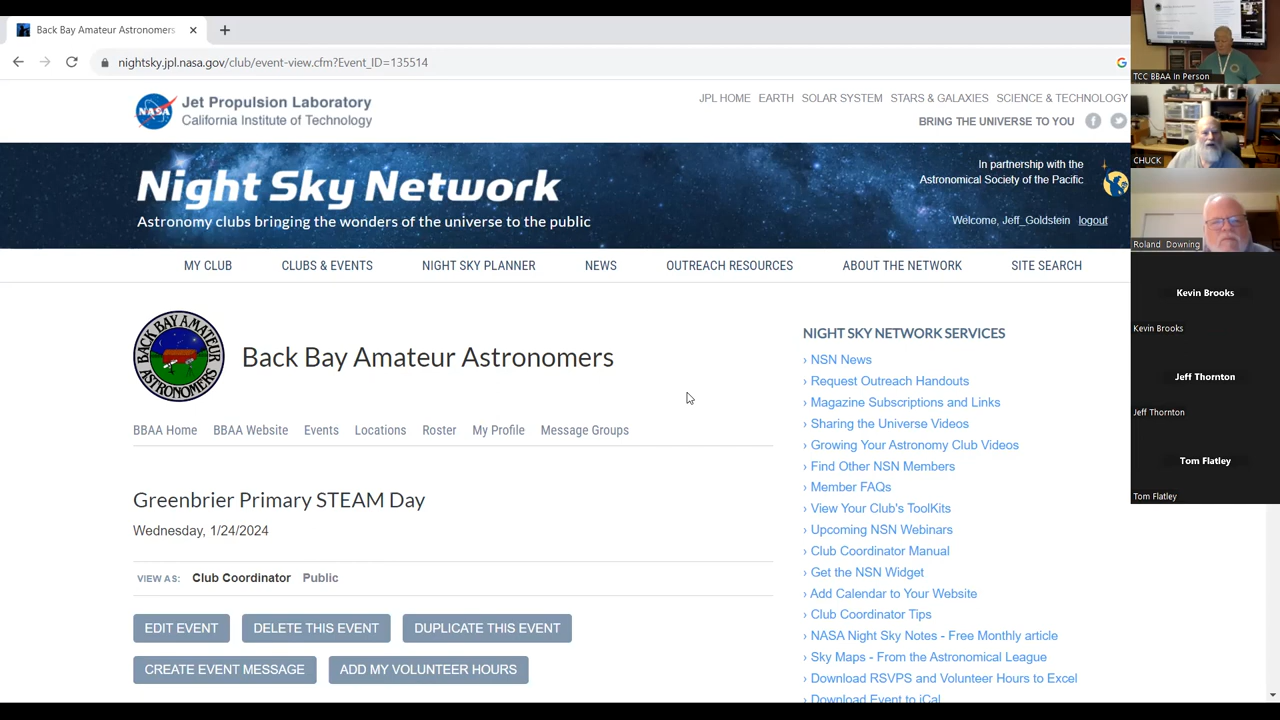 Back Bay Amateur Astronomers
nightsky.jpl.nasa.gov/club/event-view.cfm?Event_ID=135514
NASA
Jet Propulsion Laboratory
California Institute of Technology
JPL HOME EARTH SOLAR SYSTEM STARS & GALAXIES SCIENCE & TECHNOLOGY
BRING THE UNIVERSE TO YOU
Night Sky Network
Astronomy clubs bringing the wonders of the universe to the public
In partnership with the
Astronomical Society of the Pacific
Welcome, Jeff_Goldstein logout
MY CLUB CLUBS & EVENTS NIGHT SKY PLANNER NEWS OUTREACH RESOURCES ABOUT THE NETWORK SITE SEARCH
BACK BAY AMATEUR
ASTRONOMERS
Back Bay Amateur Astronomers
BBAA Home BBAA Website Events Locations Roster My Profile Message Groups
Greenbrier Primary STEAM Day
Wednesday, 1/24/2024
VIEW AS: Club Coordinator Public
EDIT EVENT DELETE THIS EVENT DUPLICATE THIS EVENT
CREATE EVENT MESSAGE ADD MY VOLUNTEER HOURS
NIGHT SKY NETWORK SERVICES
› NSN News
› Request Outreach Handouts
› Magazine Subscriptions and Links
› Sharing the Universe Videos
› Growing Your Astronomy Club Videos
› Find Other NSN Members
› Member FAQs
› View Your Club's ToolKits
› Upcoming NSN Webinars
› Club Coordinator Manual
› Get the NSN Widget
› Add Calendar to Your Website
› Club Coordinator Tips
› NASA Night Sky Notes - Free Monthly article
› Sky Maps - From the Astronomical League
› Download RSVPS and Volunteer Hours to Excel
› Download Event to iCal
TCC BBAA In Person
CHUCK
Roland Downing
Kevin Brooks
Kevin Brooks
Jeff Thornton
Jeff Thornton
Tom Flatley
Tom Flatley